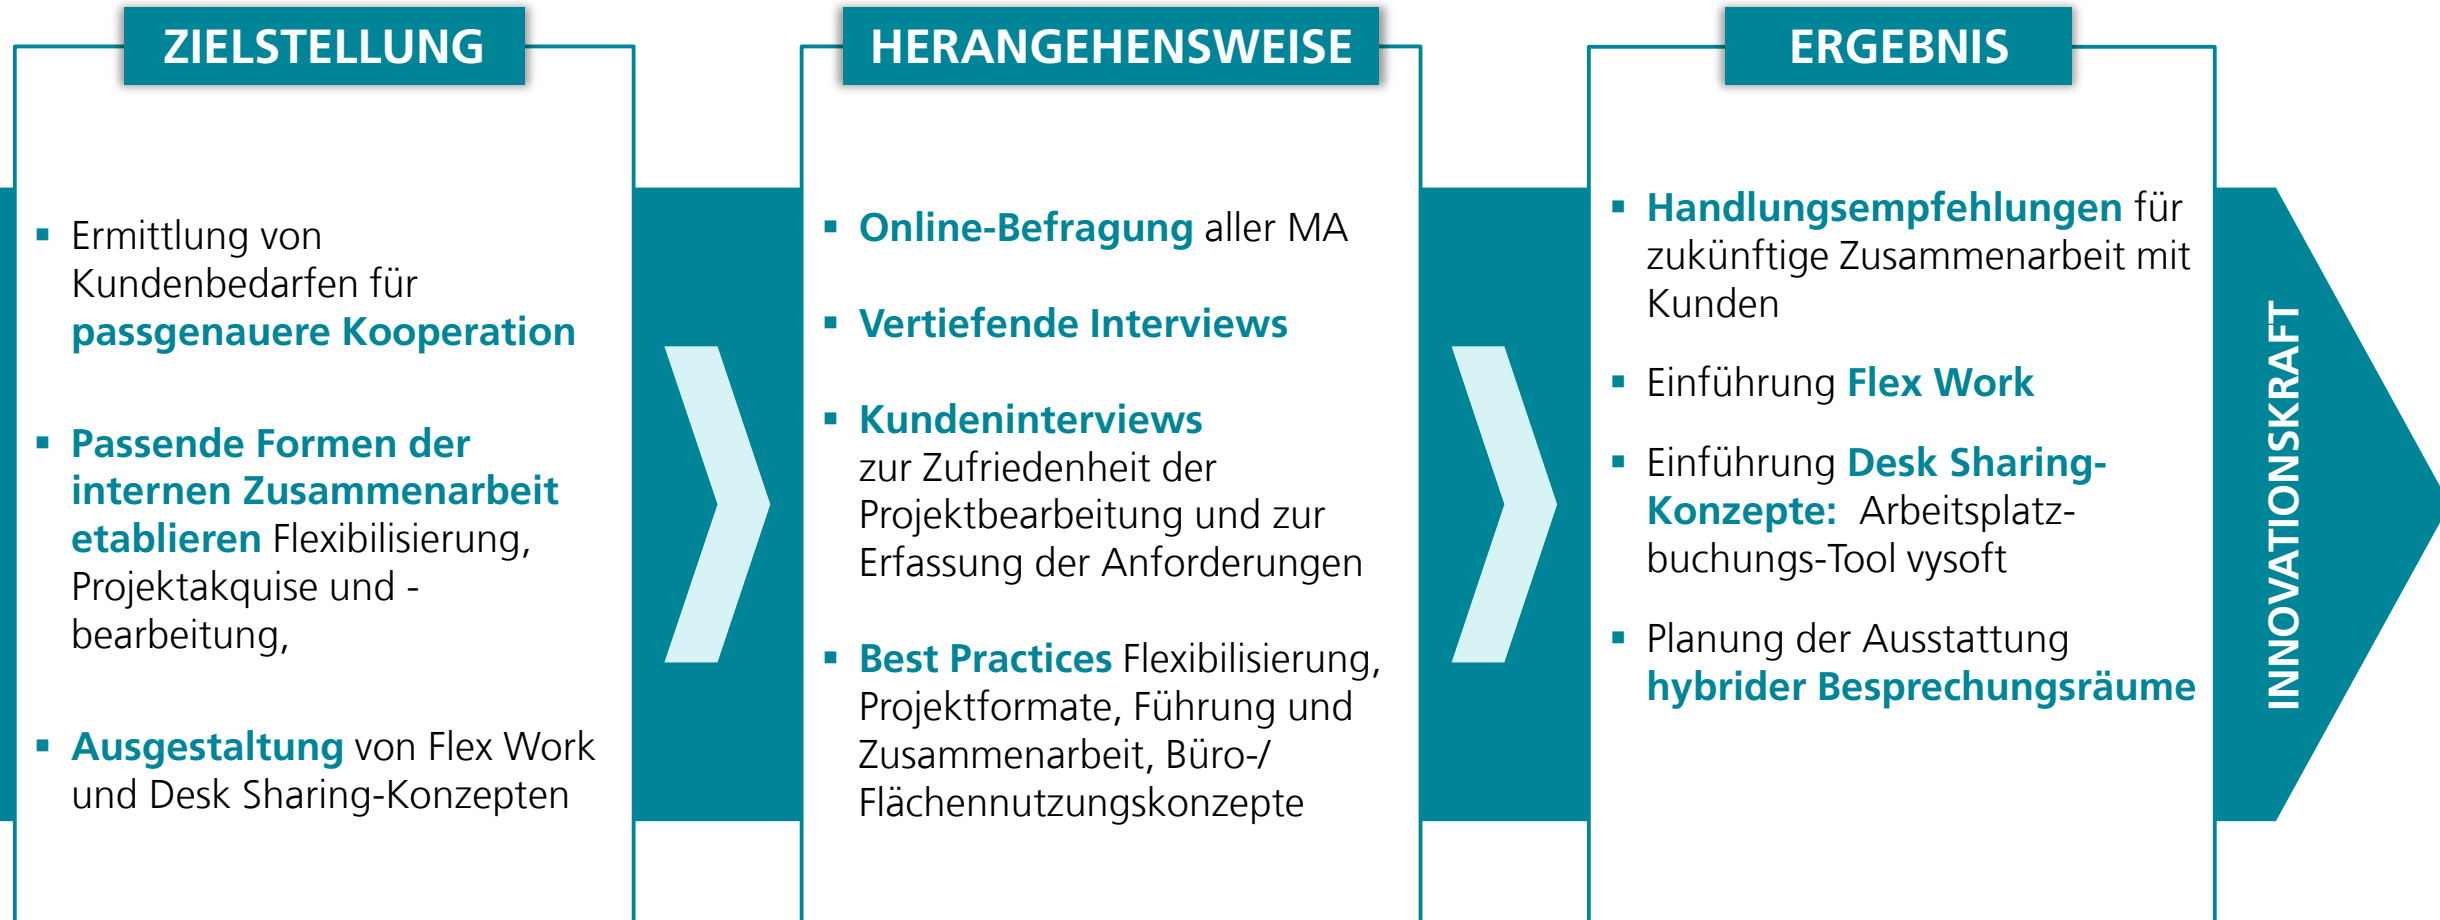 ZIELSTELLUNG
▪ Ermittlung von
Kundenbedarfen für
passgenauere Kooperation
▪ Passende Formen der
internen Zusammenarbeit
etablieren Flexibilisierung,
Projektakquise und -
bearbeitung,
▪ Ausgestaltung von Flex Work
und Desk Sharing-Konzepten
HERANGEHENSWEISE
▪ Online-Befragung aller MA
▪ Vertiefende Interviews
▪ Kundeninterviews
zur Zufriedenheit der
Projektbearbeitung und zur
Erfassung der Anforderungen
▪ Best Practices Flexibilisierung,
Projektformate, Führung und
Zusammenarbeit, Büro-/
Flächennutzungskonzepte
ERGEBNIS
▪ Handlungsempfehlungen für
zukünftige Zusammenarbeit mit
Kunden
▪ Einführung Flex Work
▪ Einführung Desk Sharing-
Konzepte: Arbeitsplatz-
buchungs-Tool vysoft
▪ Planung der Ausstattung
hybrider Besprechungsräume
INNOVATIONSKRAFT